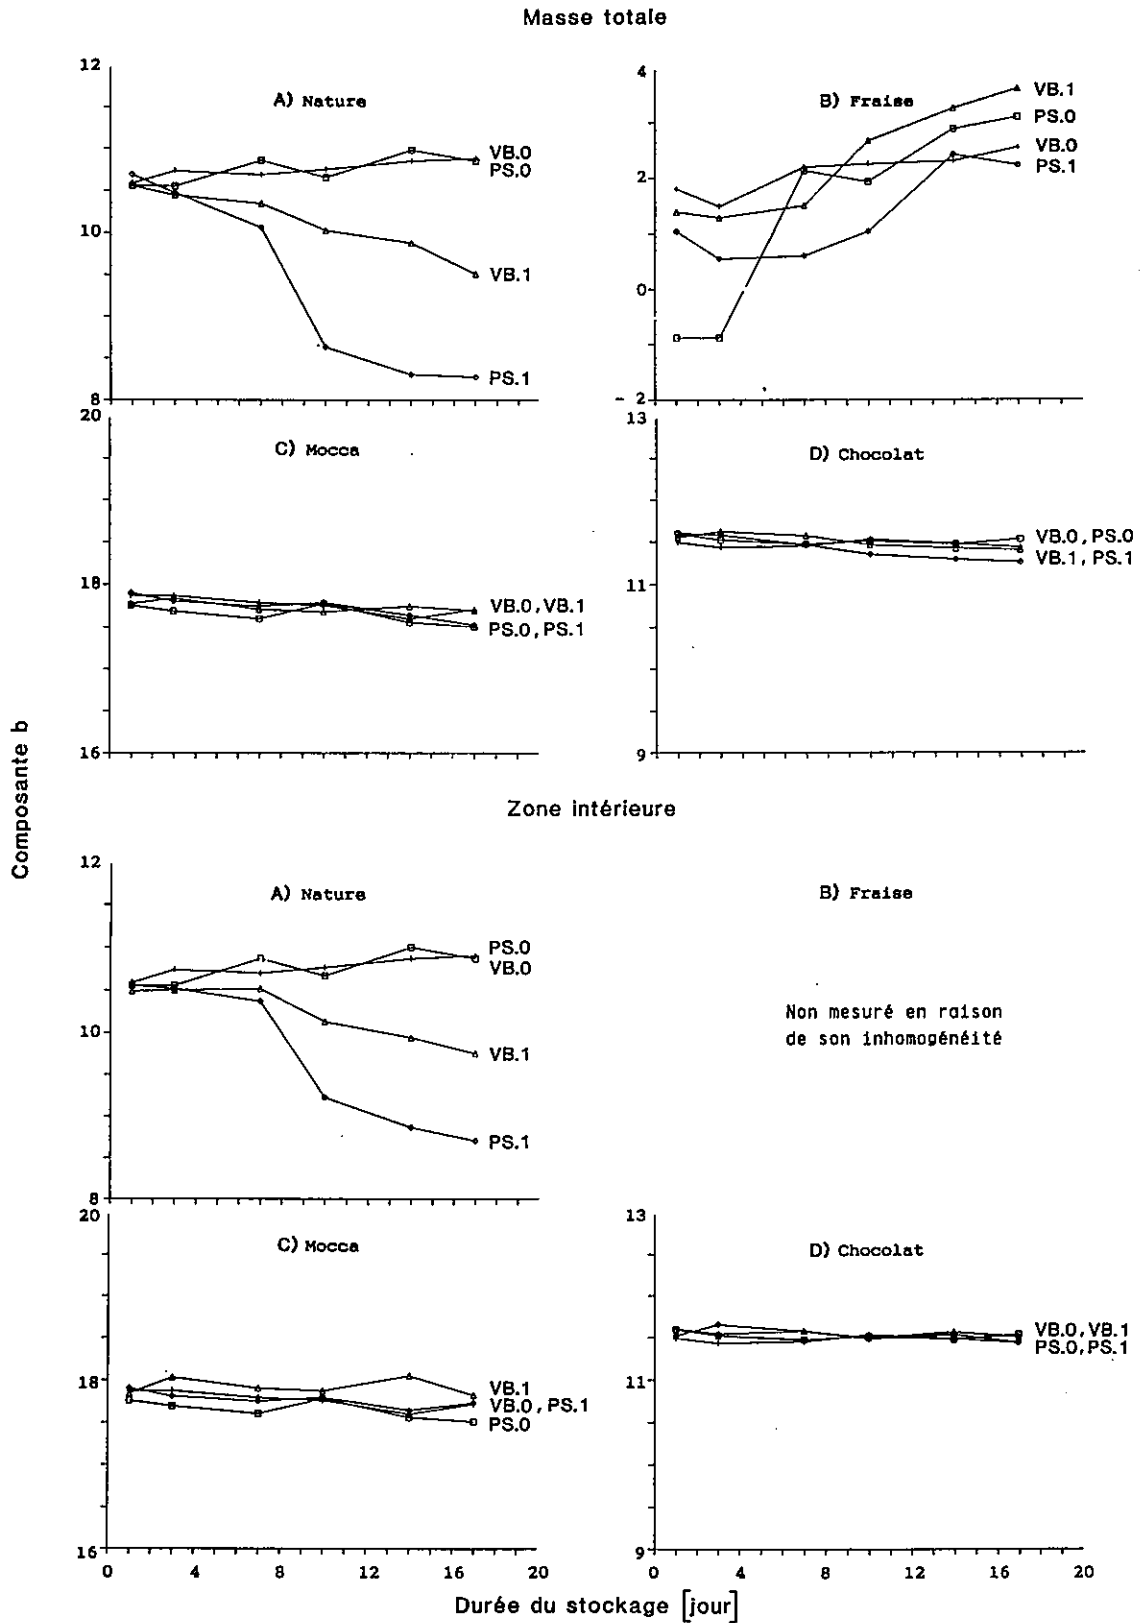 Masse totale
12
10
8
A) Nature
VB.0
PS.0
VB.1
PS.1
4
2
0
- 2
B) Fraise
VB.1
PS.0
VB.0
PS.1
20
18
16
C) Mocca
VB.0, VB.1
PS.0, PS.1
13
11
9
D) Chocolat
VB.0, PS.0
VB.1, PS.1
Composante b
Zone intérieure
12
10
8
A) Nature
PS.0
VB.0
VB.1
PS.1
B) Fraise
Non mesuré en raison
de son inhomogénéité
20
18
16
C) Mocca
VB.1
VB.0, PS.1
PS.0
0 4 8 12 16 20
13
11
9
D) Chocolat
VB.0, VB.1
PS.0, PS.1
0 4 8 12 16 20
Durée du stockage [jour]